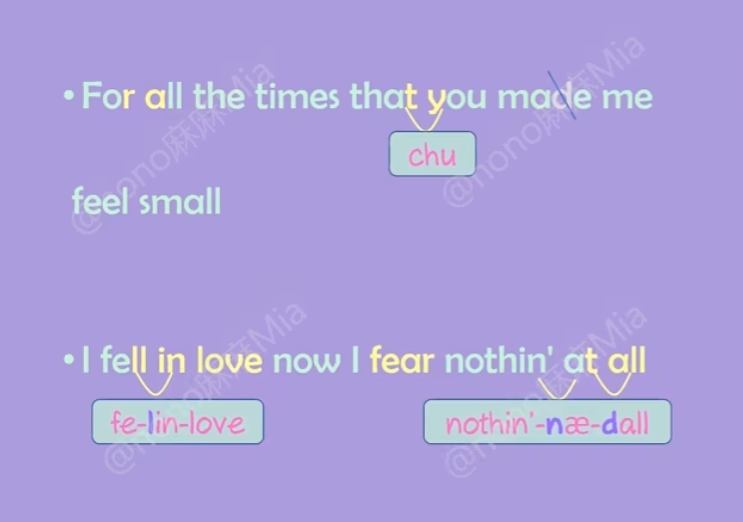 • For all the times that you made me
chu
feel small
• I fell in love now I fear nothin' at all
fe-lin-love
nothin'-næ-dall
@nono麻麻Mia
@nono麻麻Mia
@nono麻麻Mia
@nono麻麻Mia